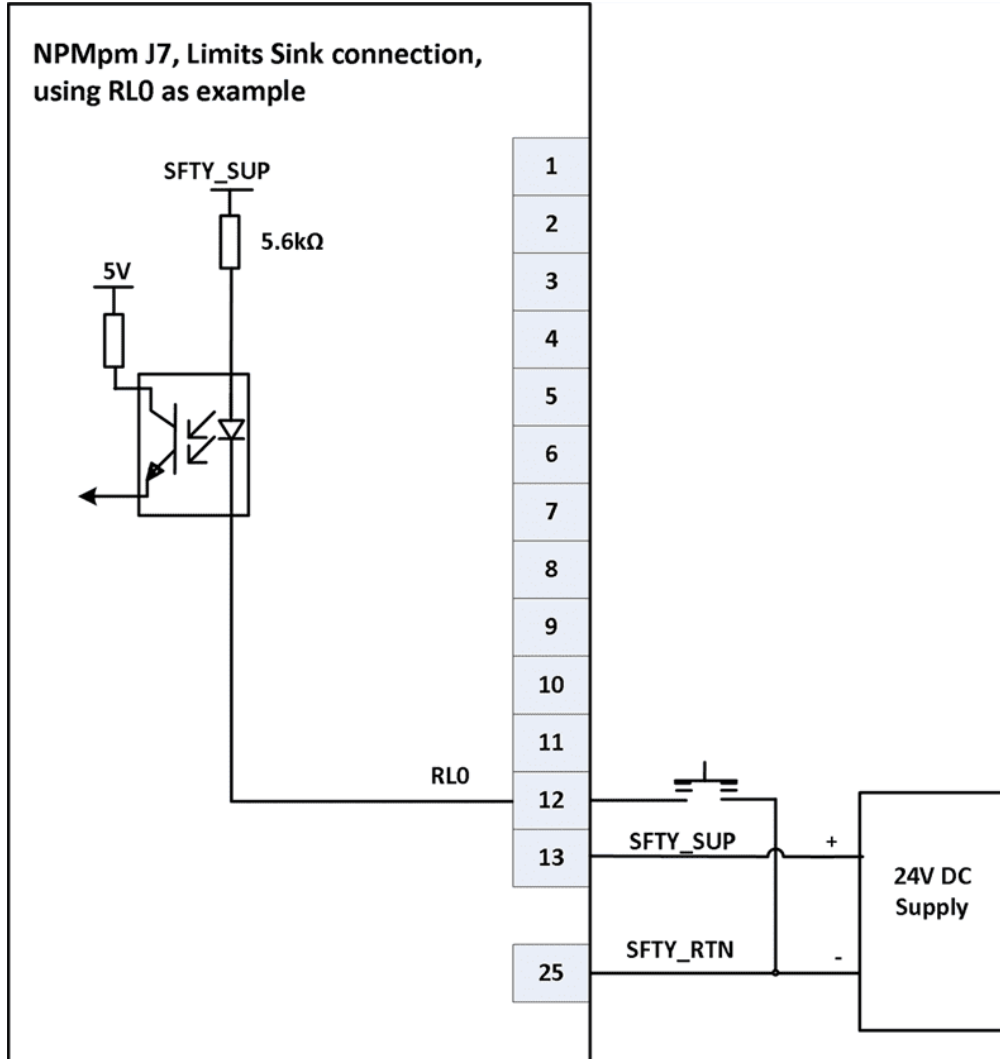 NPMpm J7, Limits Sink connection,
using RL0 as example
SFTY_SUP
5.6kΩ
5V
1
2
3
4
5
6
7
8
9
10
11
RL0
12
SFTY_SUP
+
13
24V DC
Supply
SFTY_RTN
-
25